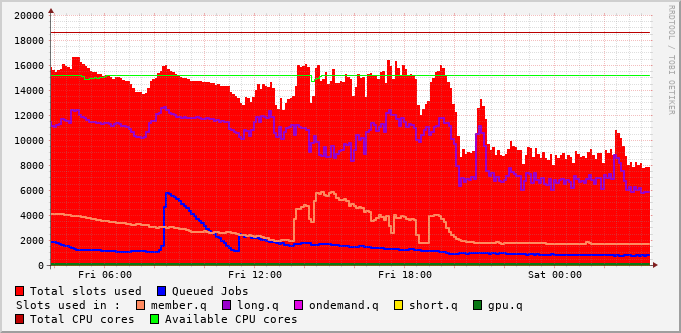 20000
18000
16000
14000
12000
10000
8000
6000
4000
2000
0
Fri 06:00 Fri 12:00 Fri 18:00 Sat 00:00
Total slots used Queued Jobs
Slots used in : member.q long.q ondemand.q short.q gpu.q
Total CPU cores Available CPU cores
RRDTOOL / TOBI OETIKER